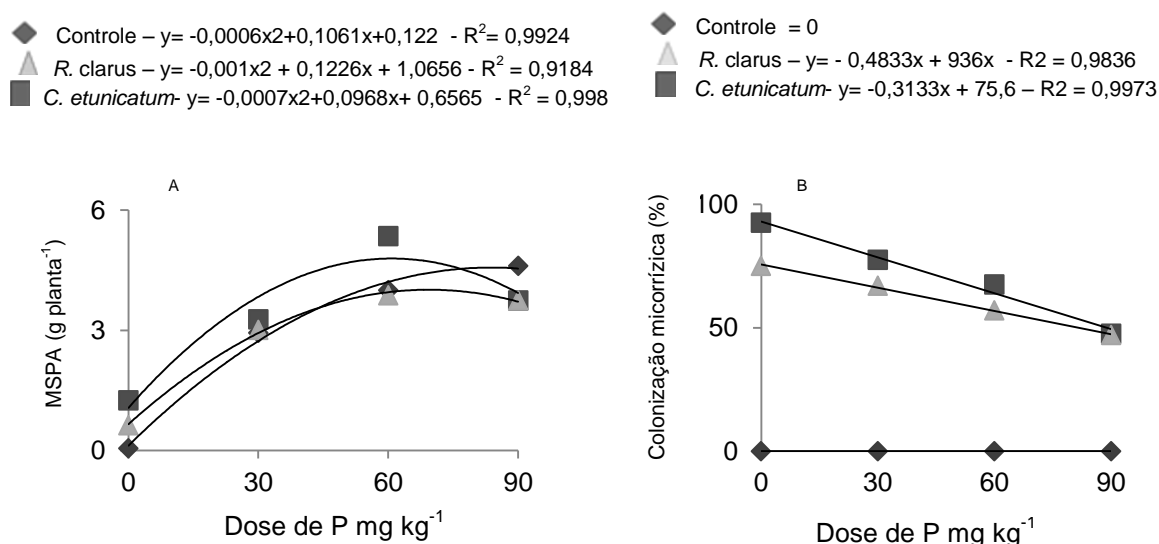 Controle – y= -0,0006x2+0,1061x+0,122 - R²= 0,9924
R. clarus – y= -0,001x2 + 0,1226x + 1,0656 - R² = 0,9184
C. etunicatum- y= -0,0007x2+0,0968x+ 0,6565 - R² = 0,998
Controle = 0
R. clarus – y= - 0,4833x + 936x - R2 = 0,9836
C. etunicatum- y= -0,3133x + 75,6 – R2 = 0,9973
A
MSPA (g planta⁻¹)
6
3
0
0 30 60 90
Dose de P mg kg⁻¹
B
Colonização micorrízica (%)
100
50
0
0 30 60 90
Dose de P mg kg⁻¹